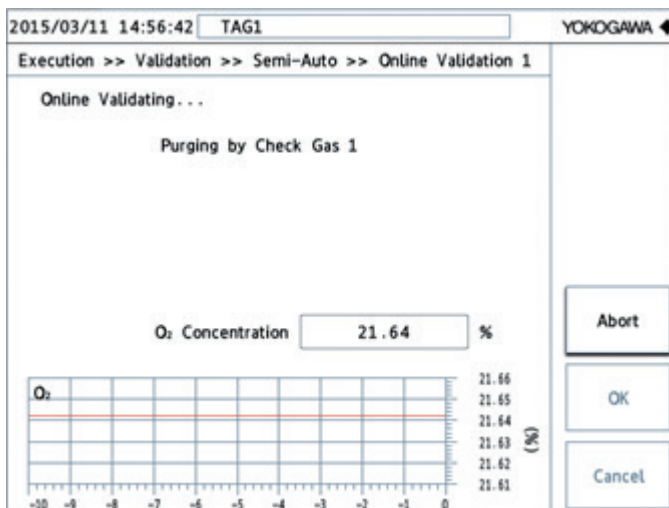 2015/03/11 14:56:42 TAG1 YOKOGAWA
Execution >> Validation >> Semi-Auto >> Online Validation 1
Online Validating...
Purging by Check Gas 1
O₂ Concentration 21.64 %
Abort
OK
Cancel
O₂
21.66
21.65
21.64
21.63
21.62
21.61
(%)
-10 -9 -8 -7 -6 -5 -4 -3 -2 -1 0